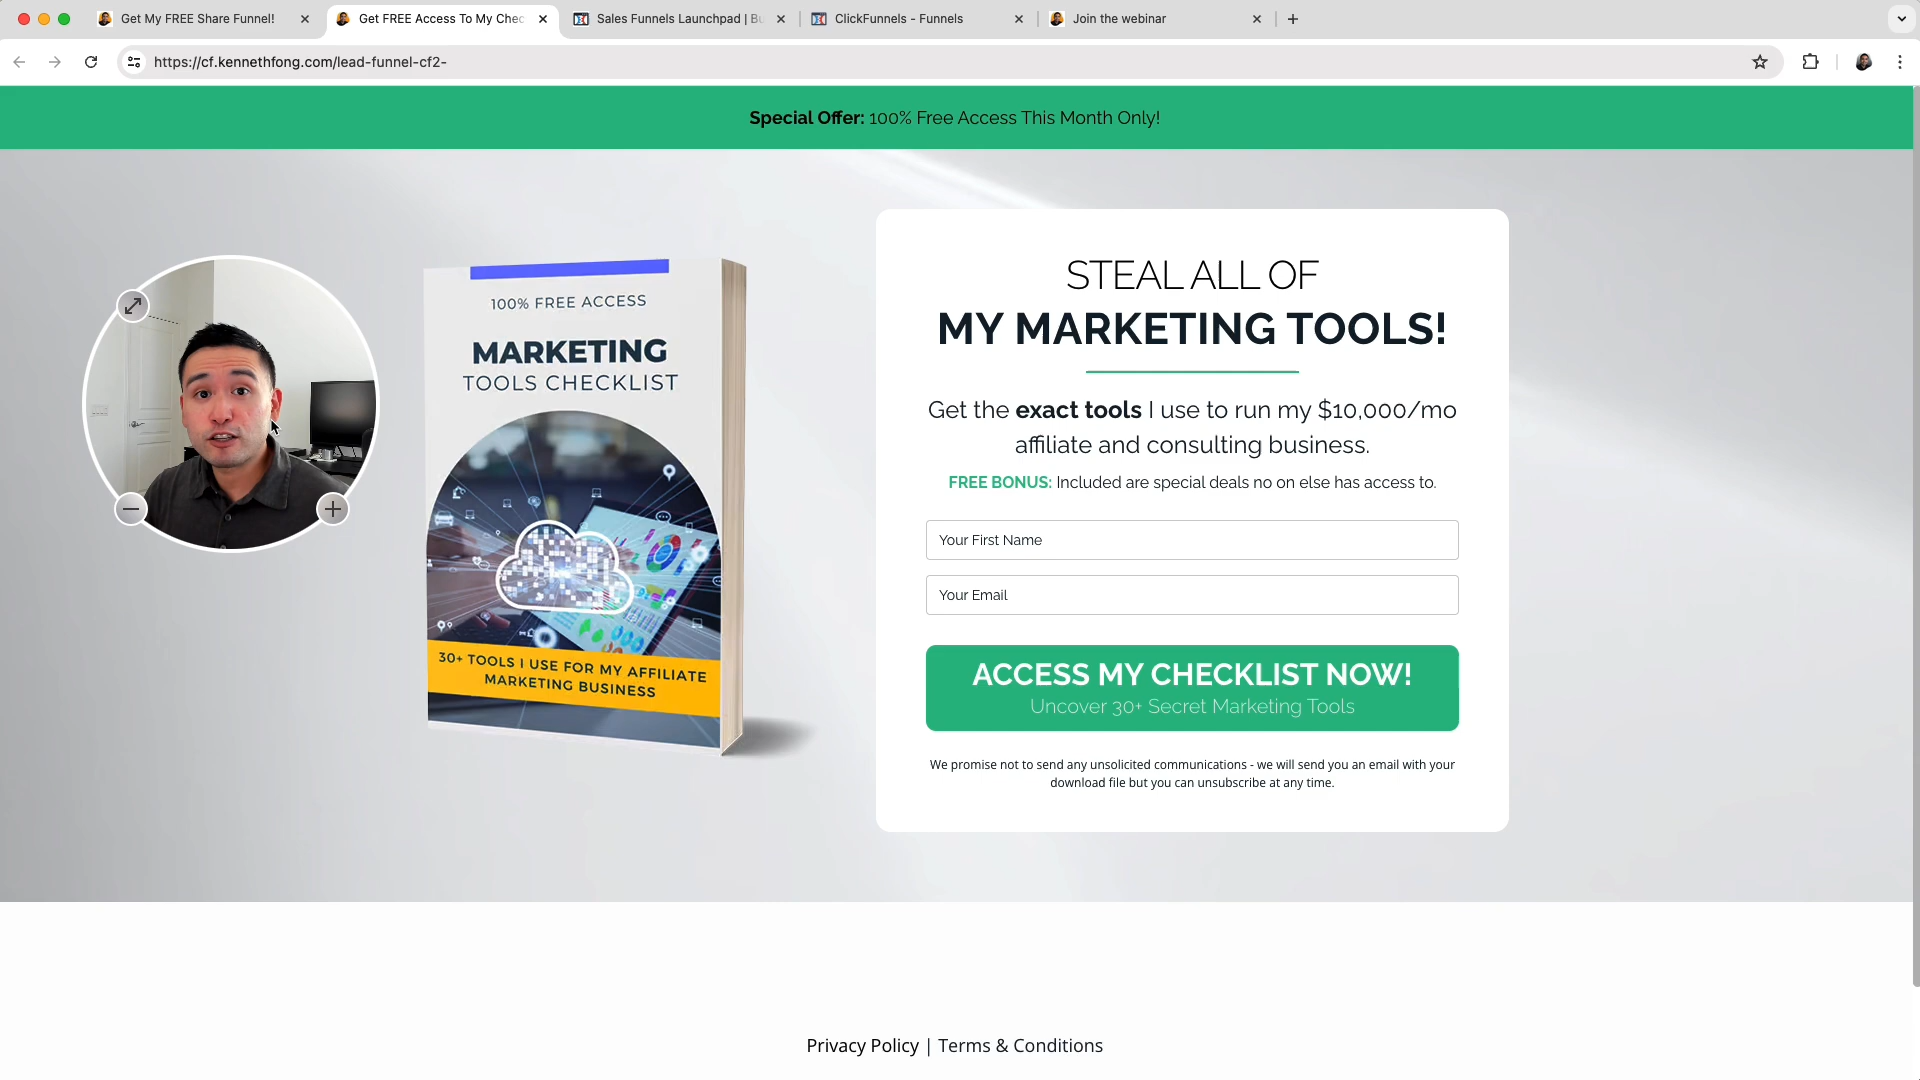 Get My FREE Share Funnel!
Get FREE Access To My Chec
Sales Funnels Launchpad | Bu
ClickFunnels - Funnels
Join the webinar
https://cf.kennethfong.com/lead-funnel-cf2-
Special Offer: 100% Free Access This Month Only!
100% FREE ACCESS
MARKETING
TOOLS CHECKLIST
30+ TOOLS I USE FOR MY AFFILIATE
MARKETING BUSINESS
STEAL ALL OF
MY MARKETING TOOLS!
Get the exact tools I use to run my $10,000/mo
affiliate and consulting business.
FREE BONUS: Included are special deals no on else has access to.
Your First Name
Your Email
ACCESS MY CHECKLIST NOW!
Uncover 30+ Secret Marketing Tools
We promise not to send any unsolicited communications - we will send you an email with your
download file but you can unsubscribe at any time.
Privacy Policy | Terms & Conditions